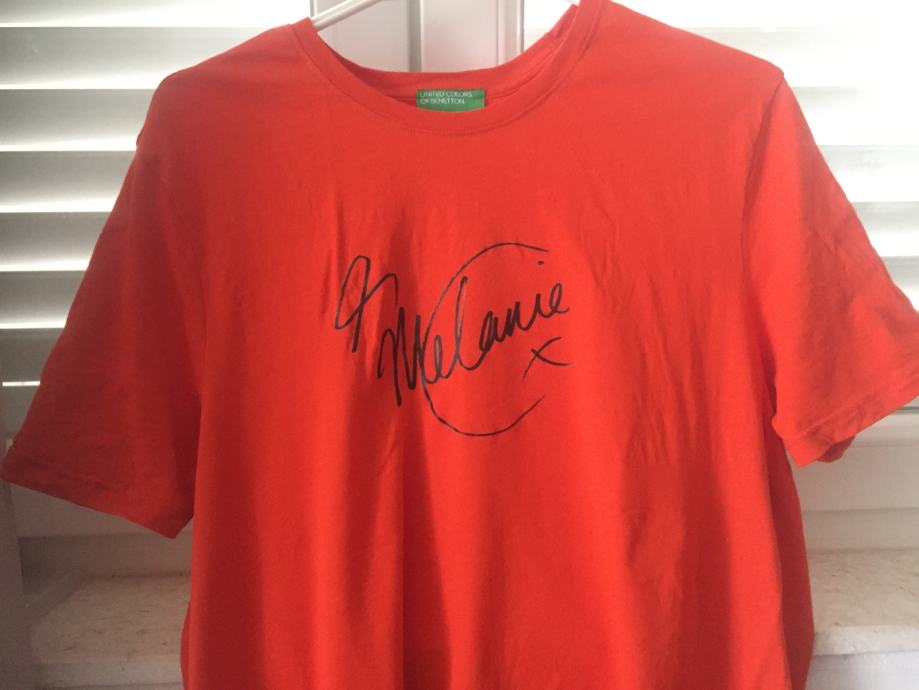 UNITED COLORS
OF BENETTON.
Melanie
x